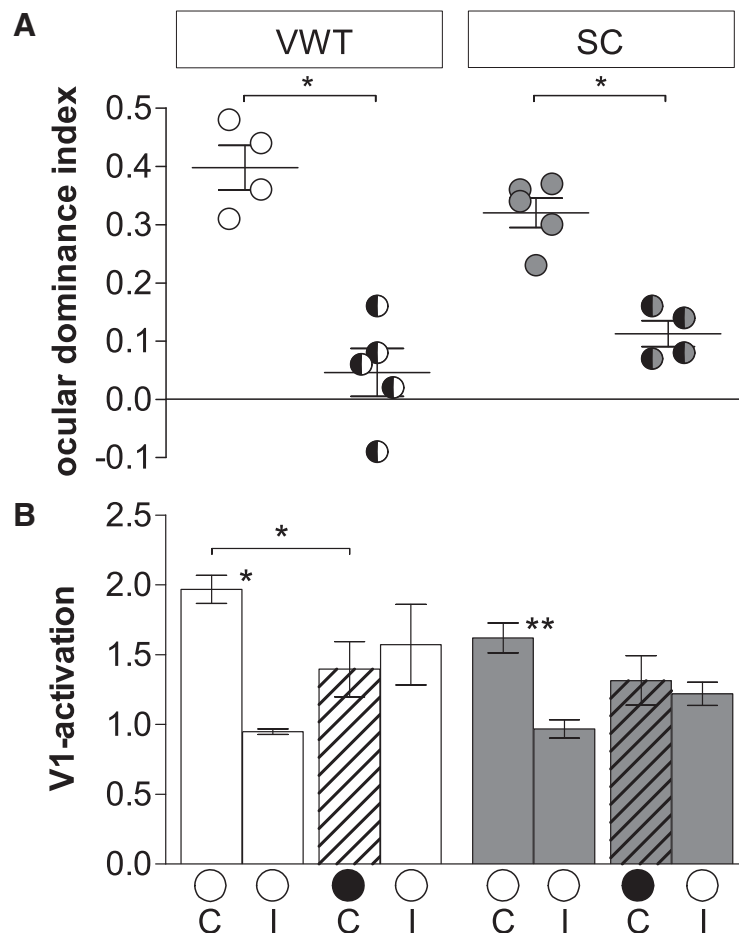 A
VWT SC
* *
ocular dominance index
0.5
0.4
0.3
0.2
0.1
0.0
-0.1
B
V1-activation
2.5
2.0
1.5
1.0
0.5
0.0
*
* **
C I C I C I C I